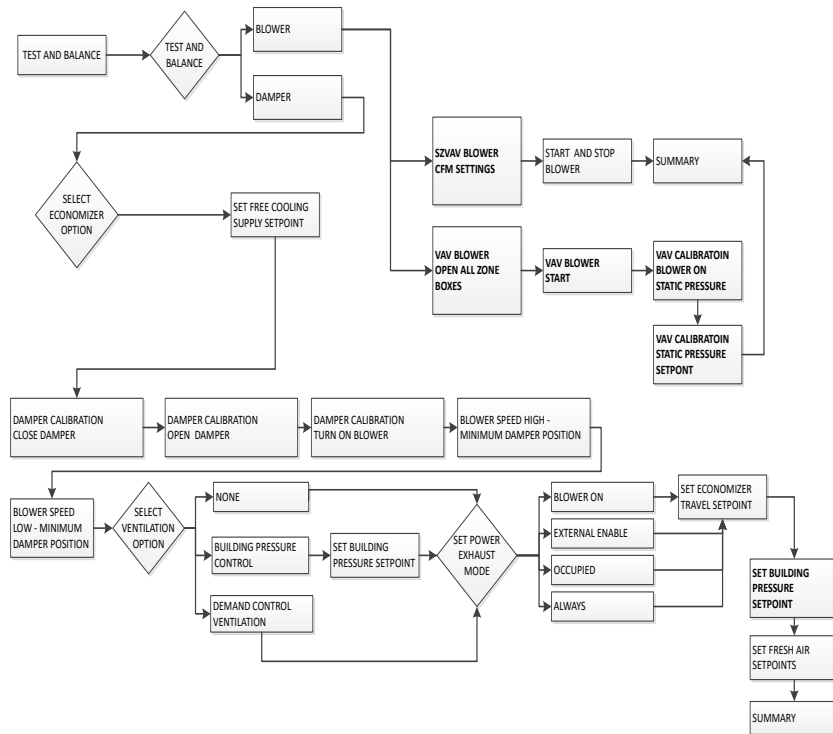 TEST AND BALANCE
TEST AND
BALANCE
BLOWER
DAMPER
SELECT
ECONOMIZER
OPTION
SET FREE COOLING
SUPPLY SETPOINT
SZVAV BLOWER
CFM SETTINGS
START AND STOP
BLOWER
SUMMARY
VAV BLOWER
OPEN ALL ZONE
BOXES
VAV BLOWER
START
VAV CALIBRATOIN
BLOWER ON
STATIC PRESSURE
VAV CALIBRATOIN
STATIC PRESSURE
SETPONT
DAMPER CALIBRATION
CLOSE DAMPER
DAMPER CALIBRATION
OPEN DAMPER
DAMPER CALIBRATION
TURN ON BLOWER
BLOWER SPEED HIGH -
MINIMUM DAMPER POSITION
BLOWER SPEED
LOW - MINIMUM
DAMPER POSITION
SELECT
VENTILATION
OPTION
NONE
BUILDING PRESSURE
CONTROL
SET BUILDING
PRESSURE SETPOINT
DEMAND CONTROL
VENTILATION
SET POWER
EXHAUST
MODE
BLOWER ON
EXTERNAL ENABLE
OCCUPIED
ALWAYS
SET ECONOMIZER
TRAVEL SETPOINT
SET BUILDING
PRESSURE
SETPOINT
SET FRESH AIR
SETPOINTS
SUMMARY